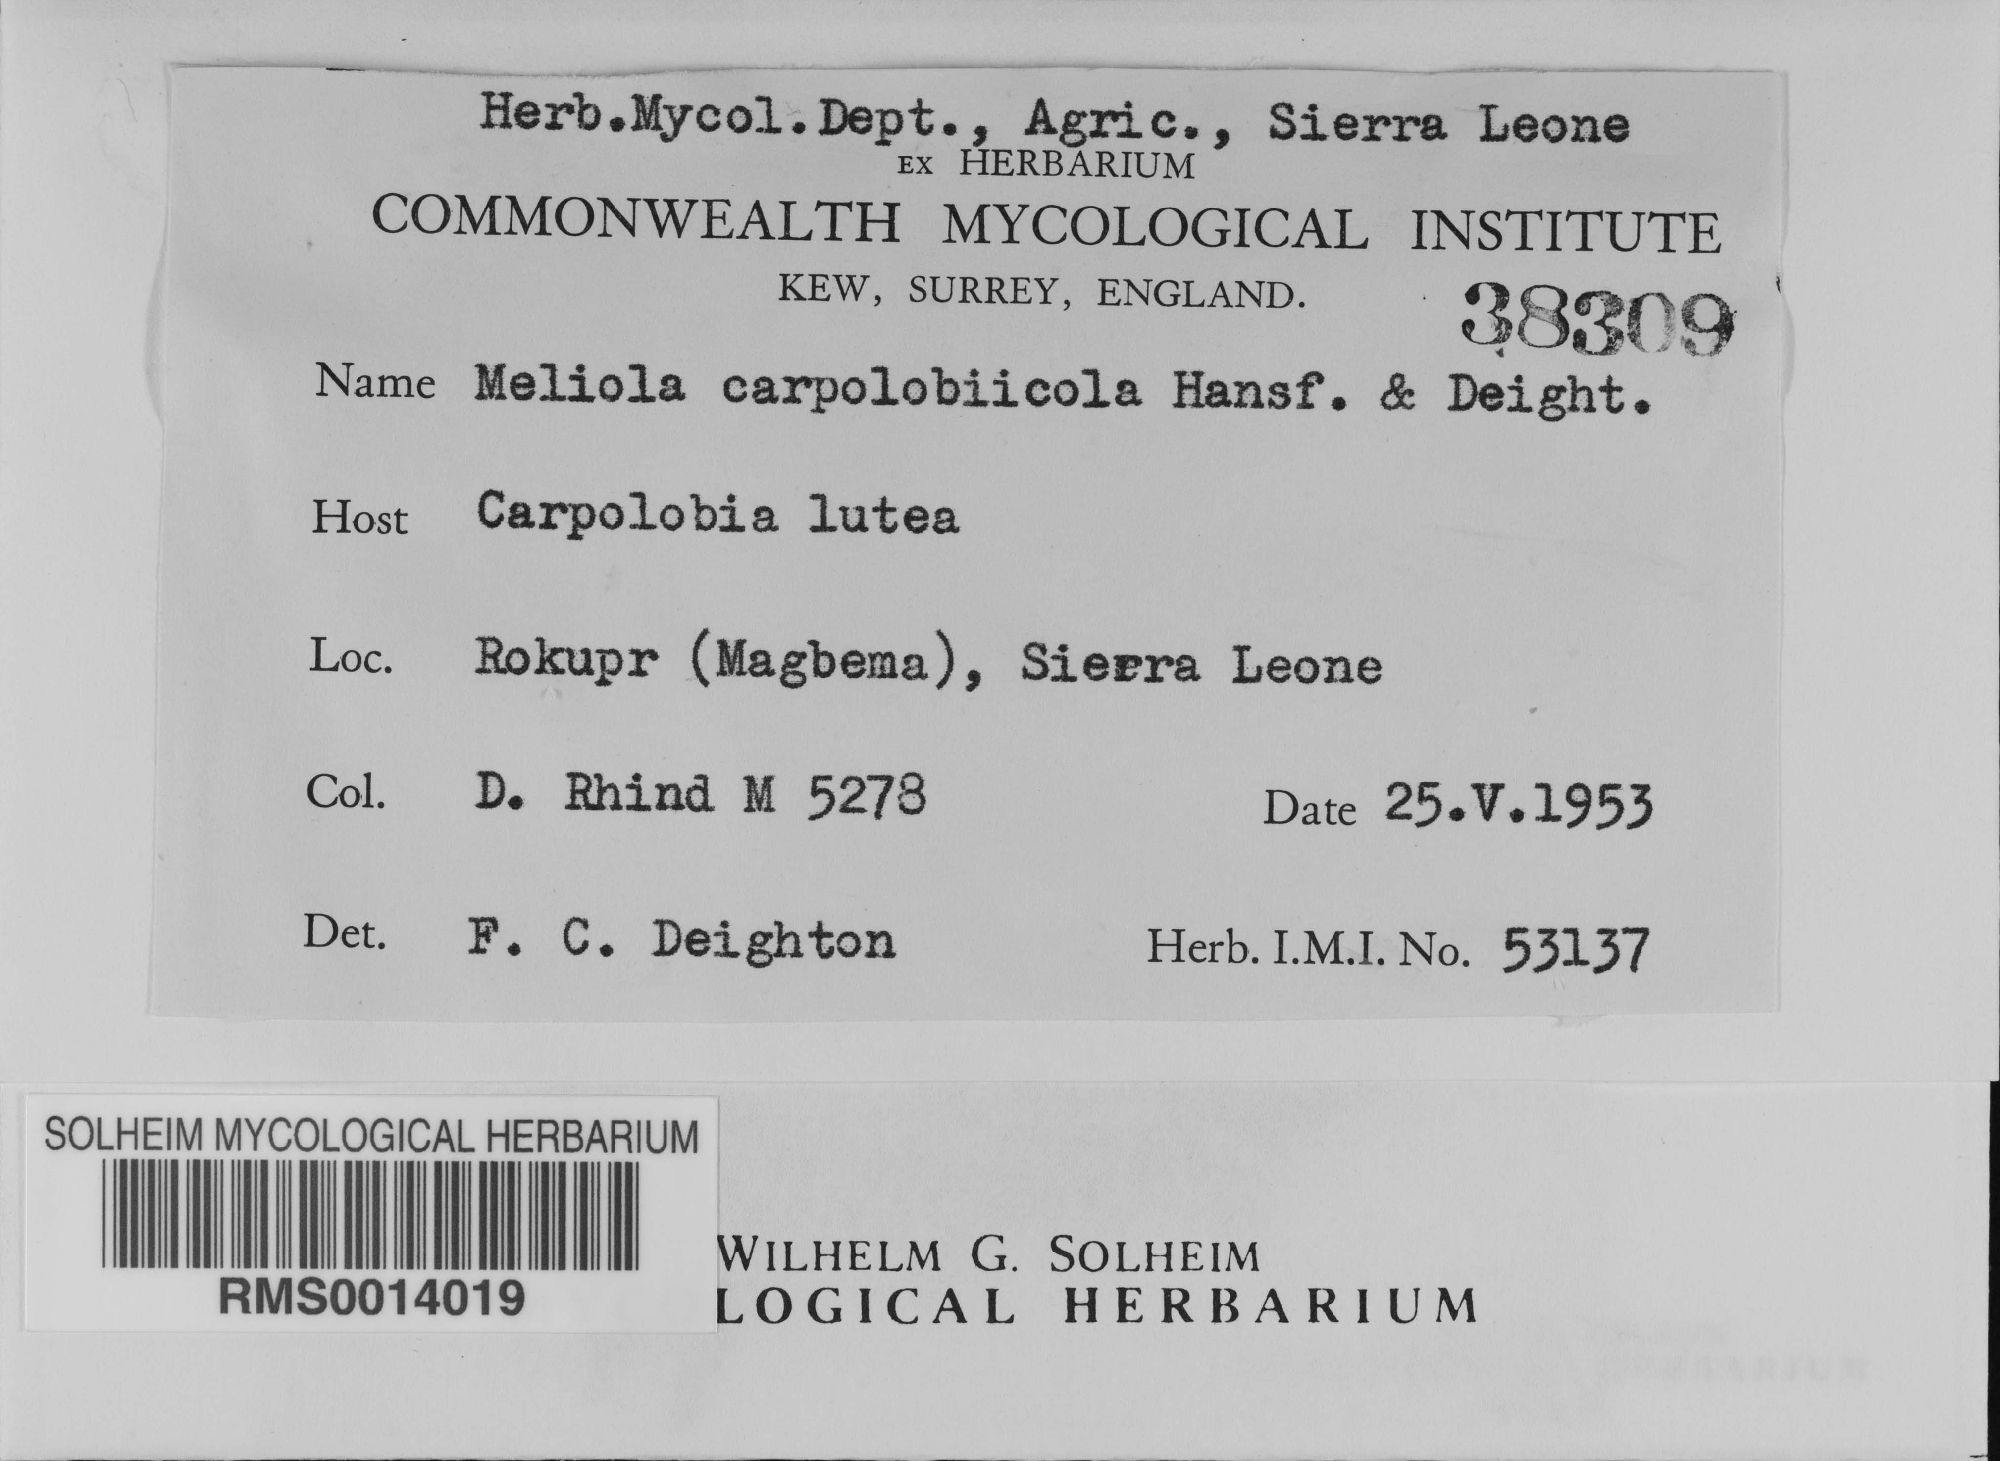 Herb.Mycol.Dept., Agric., Sierra Leone
EX HERBARIUM
COMMONWEALTH MYCOLOGICAL INSTITUTE
KEW, SURREY, ENGLAND.
38309
Name Meliola carpolobiicola Hansf. & Deight.
Host Carpolobia lutea
Loc. Rokupr (Magbema), Sierra Leone
Col. D. Rhind M 5278 Date 25.V.1953
Det. F. C. Deighton Herb. I.M.I. No. 53137
SOLHEIM MYCOLOGICAL HERBARIUM
RMS0014019
WILHELM G. SOLHEIM
LOGICAL HERBARIUM